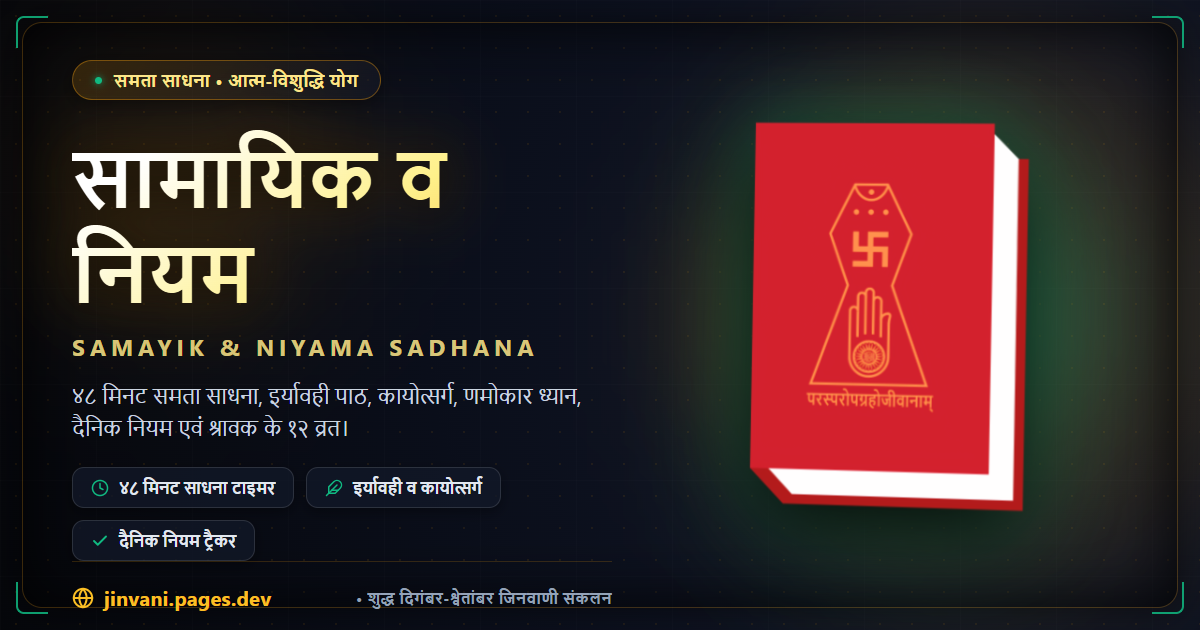 समता साधना • आत्म-विशुद्धि योग
सामायिक व
नियम
SAMAYIK & NIYAMA SADHANA
४८ मिनट समता साधना, इर्यावही पाठ, कायोत्सर्ग, णमोकार ध्यान,
दैनिक नियम एवं श्रावक के १२ व्रत।
४८ मिनट साधना टाइमर
इर्यावही व कायोत्सर्ग
दैनिक नियम ट्रैकर
jinvani.pages.dev
• शुद्ध दिगंबर-श्वेतांबर जिनवाणी संकलन
परस्परोपग्रहोजीवानाम्